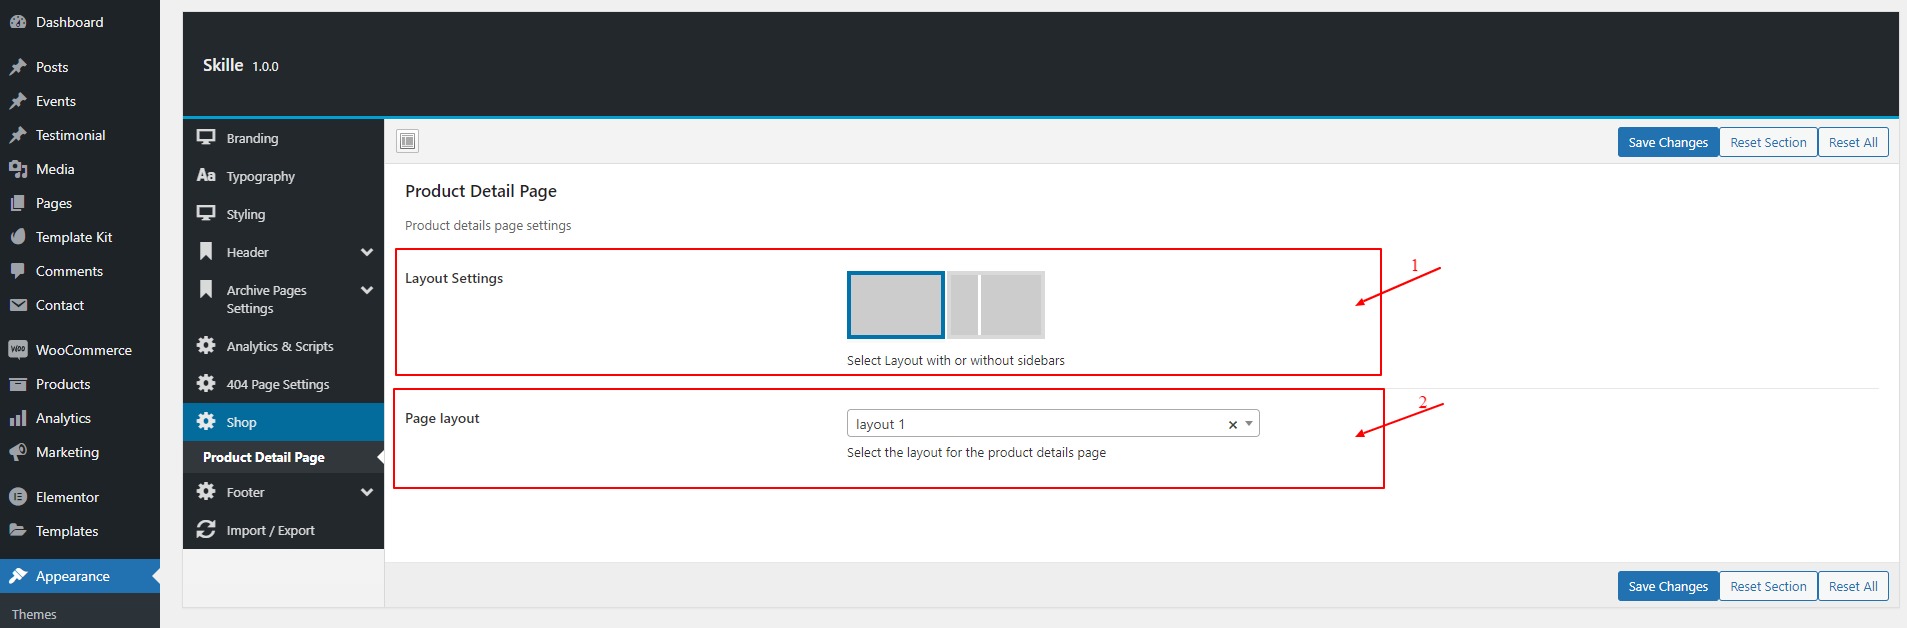 Dashboard
Posts
Events
Testimonial
Media
Pages
Template Kit
Comments
Contact
WooCommerce
Products
Analytics
Marketing
Elementor
Templates
Appearance
Themes
Skille 1.0.0
Branding
Typography
Styling
Header
Archive Pages
Settings
Analytics & Scripts
404 Page Settings
Shop
Product Detail Page
Footer
Import / Export
Save Changes Reset Section Reset All
Product Detail Page
Product details page settings
Layout Settings
Select Layout with or without sidebars
1
Page layout
layout 1
Select the layout for the product details page
2
Save Changes Reset Section Reset All